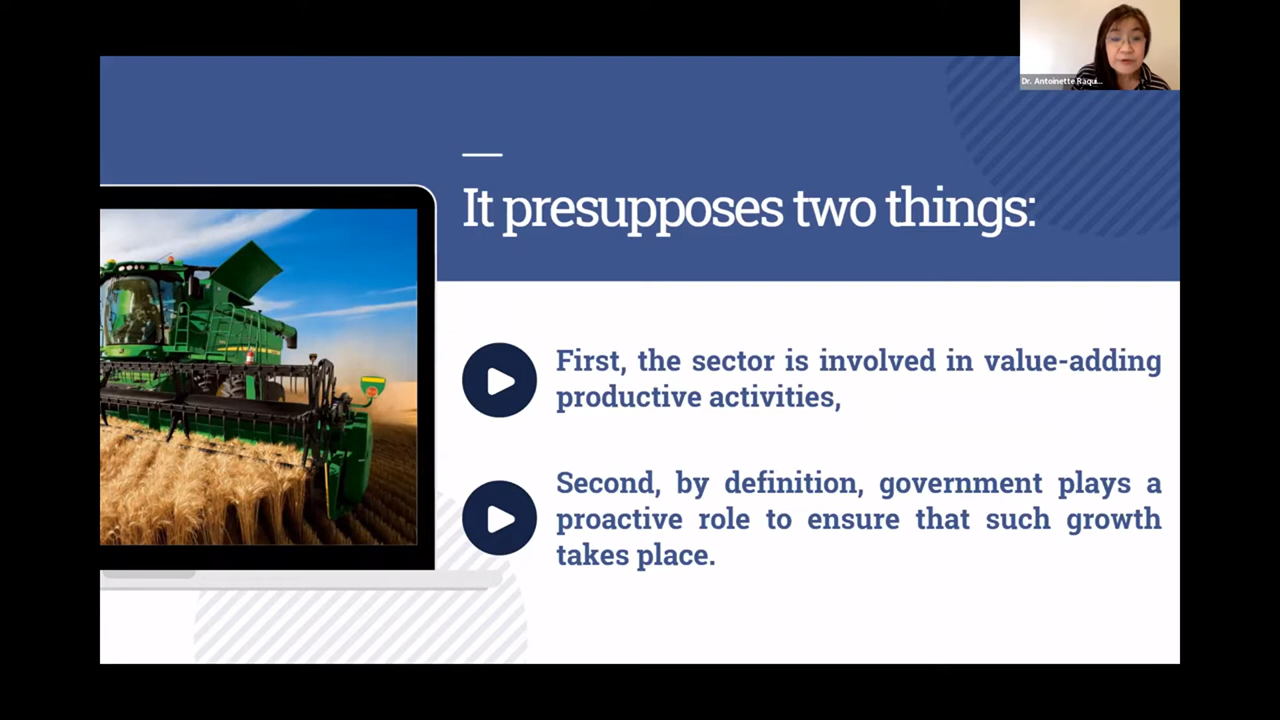 Dr. Antoinette Raqui...
It presupposes two things:
First, the sector is involved in value-adding
productive activities,
Second, by definition, government plays a
proactive role to ensure that such growth
takes place.